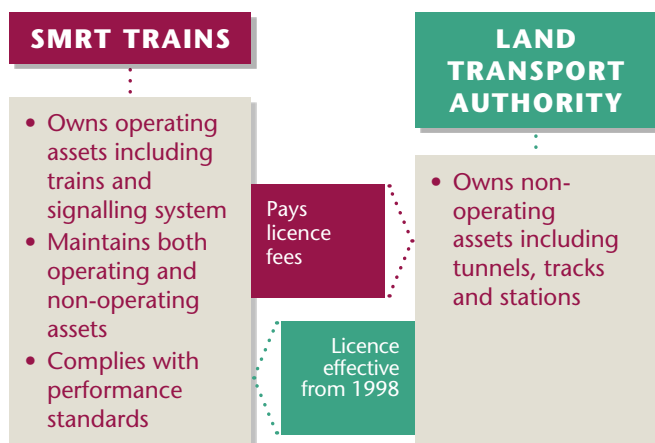 SMRT TRAINS
• Owns operating
assets including
trains and
signalling system
• Maintains both
operating and
non-operating
assets
• Complies with
performance
standards
Pays
licence
fees
Licence
effective
from 1998
LAND
TRANSPORT
AUTHORITY
• Owns non-
operating
assets including
tunnels, tracks
and stations